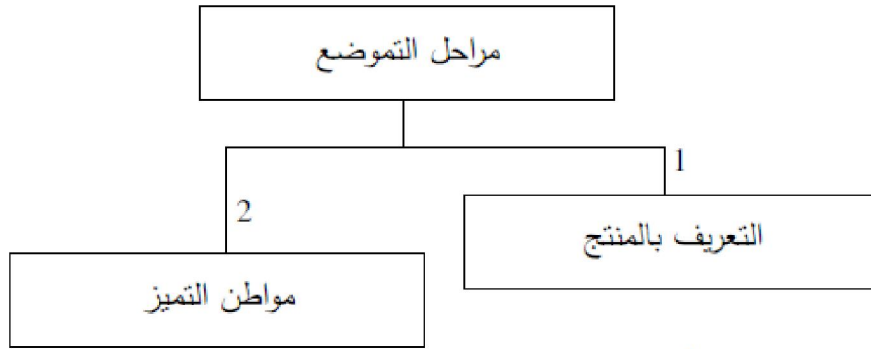 مراحل التموضع
1
التعريف بالمنتج
2
مواطن التميز